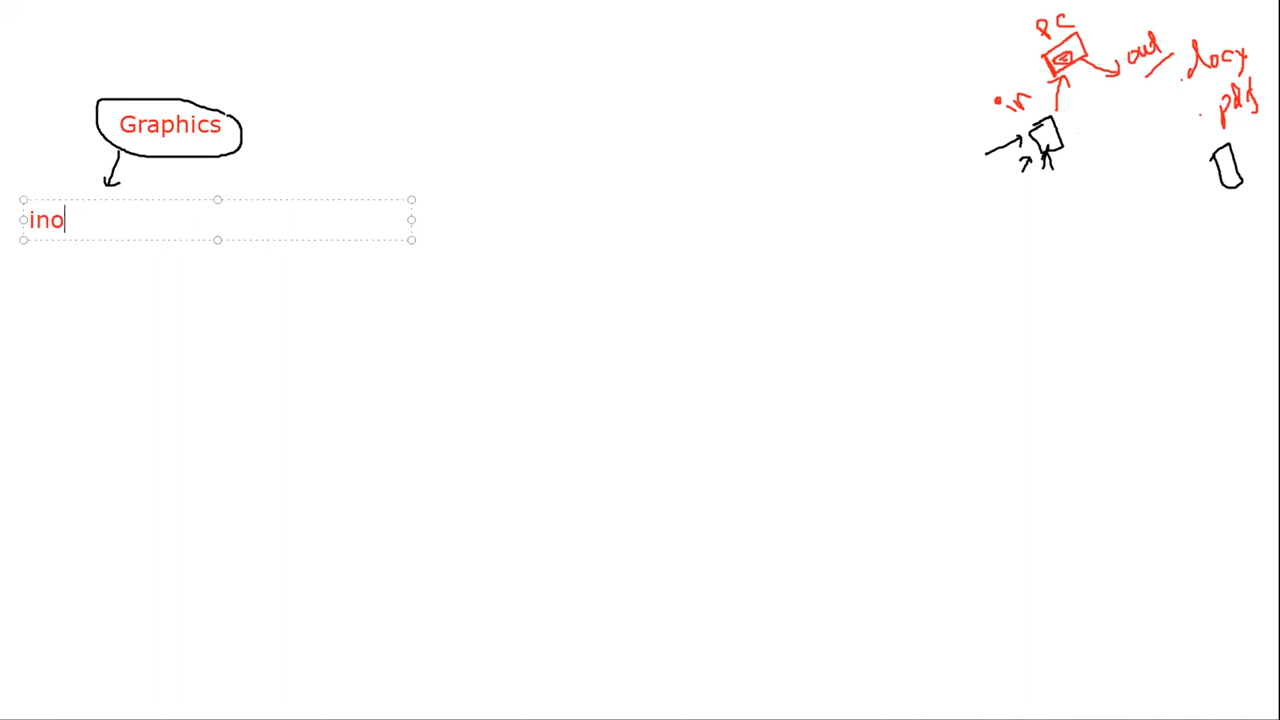 PC
out
.docx
.in
.pdf
Graphics
ino